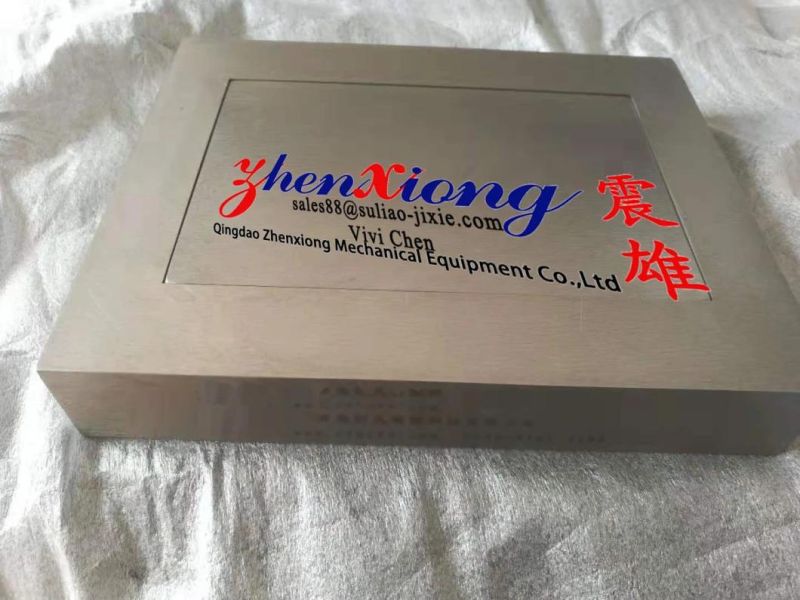 zhenxiong
震雄
sales88@suliao-jixie.com
Vivi Chen
Qingdao Zhenxiong Mechanical Equipment Co.,Ltd